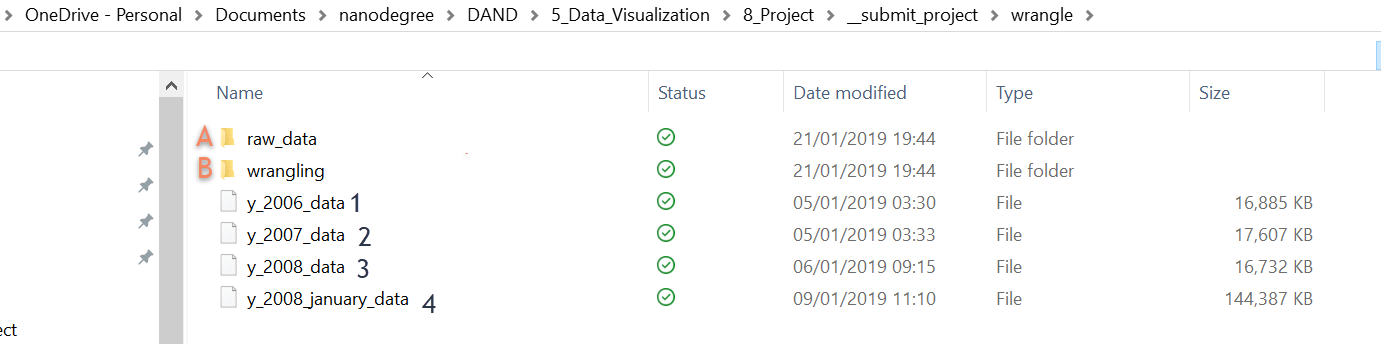 OneDrive - Personal > Documents > nanodegree > DAND > 5_Data_Visualization > 8_Project > __submit_project > wrangle >
Name Status Date modified Type Size
A raw_data 21/01/2019 19:44 File folder
B wrangling 21/01/2019 19:44 File folder
y_2006_data 1 05/01/2019 03:30 File 16,885 KB
y_2007_data 2 05/01/2019 03:33 File 17,607 KB
y_2008_data 3 06/01/2019 09:15 File 16,732 KB
y_2008_january_data 4 09/01/2019 11:10 File 144,387 KB
ect